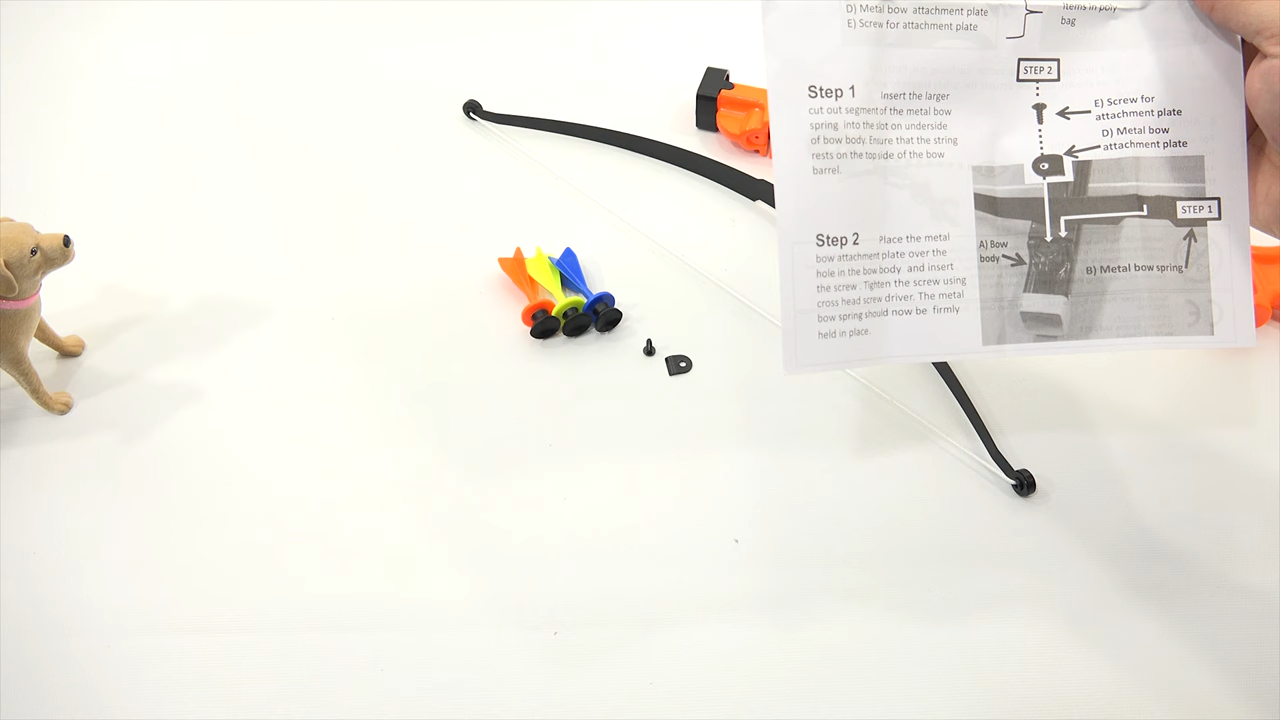 D) Metal bow attachment plate
E) Screw for attachment plate
items in poly
bag
STEP 2
E) Screw for
attachment plate
D) Metal bow
attachment plate
Step 1 Insert the larger
cut out segment of the metal bow
spring into the slot on underside
of bow body. Ensure that the string
rests on the topside of the bow
barrel.
STEP 1
A) Bow
body
B) Metal bow spring
Step 2 Place the metal
bow attachment plate over the
hole in the bow body and insert
the screw. Tighten the screw using
cross head screw driver. The metal
bow spring should now be firmly
held in place.